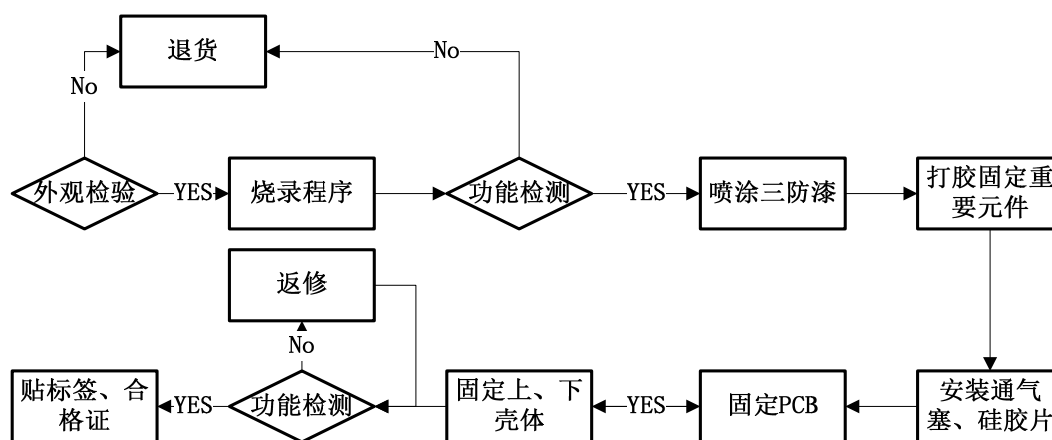 退货
No
No
外观检验
YES
烧录程序
功能检测
YES
喷涂三防漆
打胶固定重
要元件
返修
No
贴标签、合
格证
YES
功能检测
固定上、下
壳体
YES
固定PCB
安装通气
塞、硅胶片